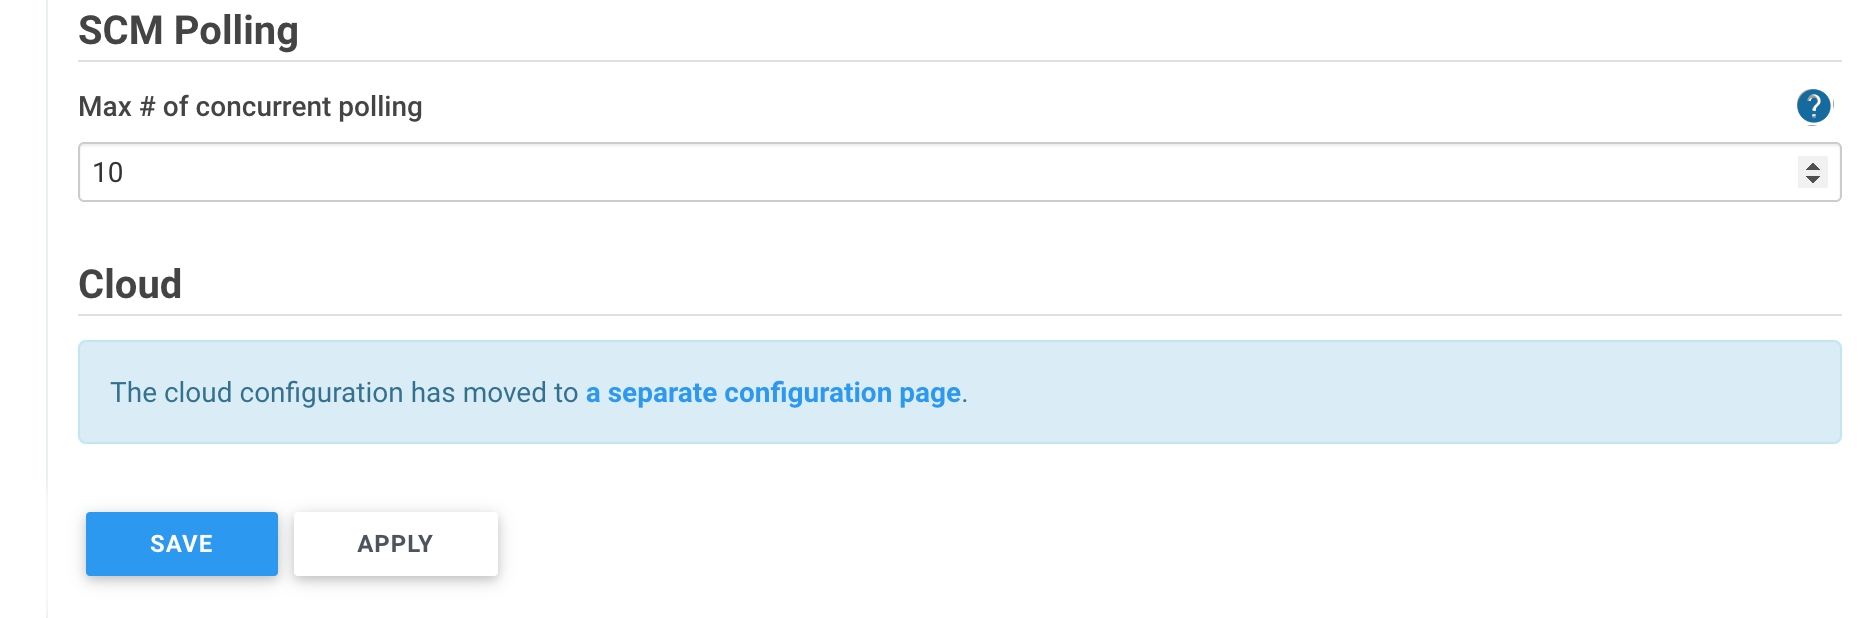 SCM Polling
Max # of concurrent polling
?
10
Cloud
The cloud configuration has moved to a separate configuration page.
SAVE
APPLY